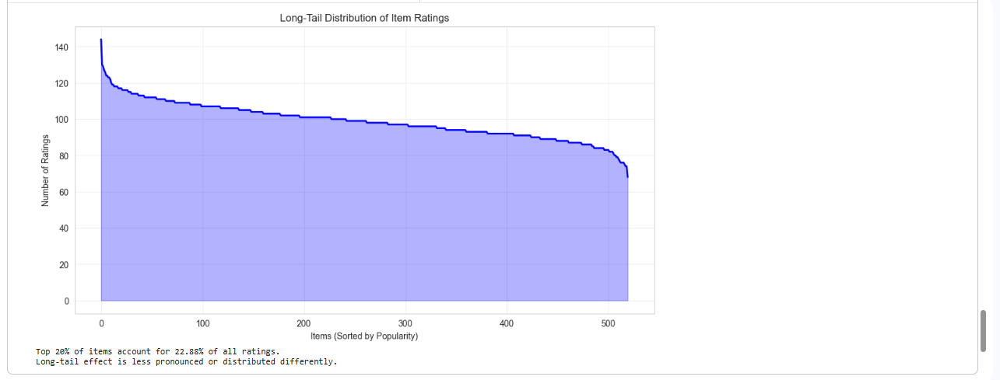 Long-Tail Distribution of Item Ratings
140
120
100
80
60
40
20
0
Number of Ratings
0 100 200 300 400 500
Items (Sorted by Popularity)
Top 20% of items account for 22.88% of all ratings.
Long-tail effect is less pronounced or distributed differently.